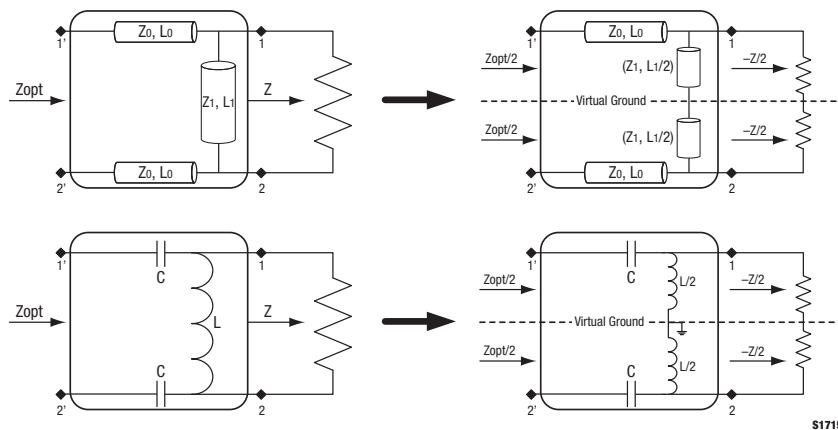 Z0, L0
Z0, L0
1'
1
1'
1
Zopt/2
(Z1, L1/2)
–Z/2
Zopt
Z1, L1
Z
Virtual Ground
Zopt/2
(Z1, L1/2)
–Z/2
Z0, L0
Z0, L0
2'
2
2'
2
1'
C
1
1'
C
1
Zopt/2
L/2
–Z/2
Zopt
L
Z
Virtual Ground
Zopt/2
L/2
–Z/2
C
C
2'
2
2'
2